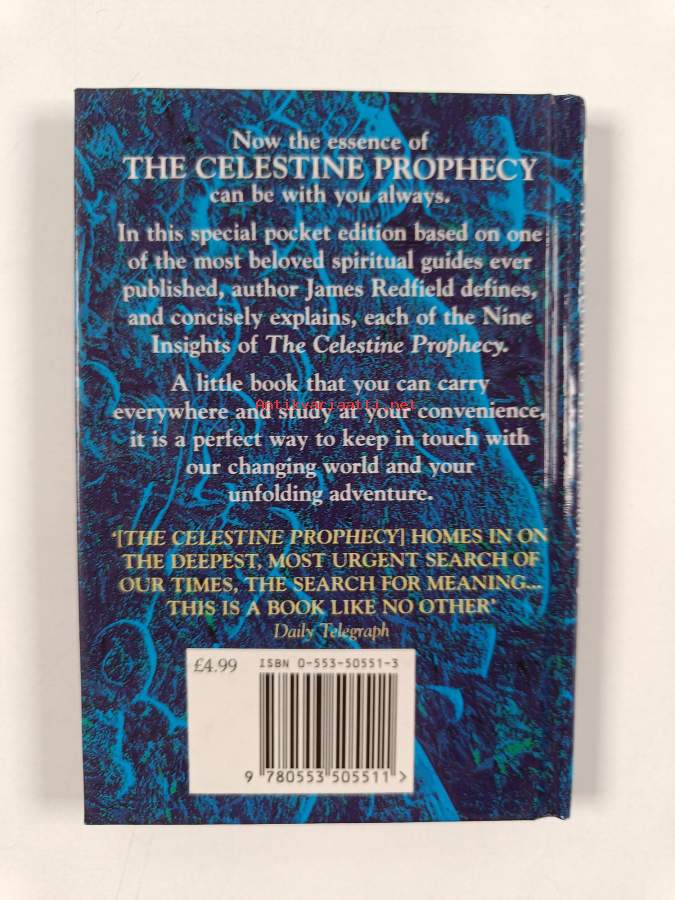 Now the essence of
THE CELESTINE PROPHECY
can be with you always.
In this special pocket edition based on one
of the most beloved spiritual guides ever
published, author James Redfield defines,
and concisely explains, each of the Nine
Insights of The Celestine Prophecy.
A little book that you can carry
everywhere and study at your convenience,
Antikvariaatti.net
it is a perfect way to keep in touch with
our changing world and your
unfolding adventure.
‘[THE CELESTINE PROPHECY] HOMES IN ON
THE DEEPEST, MOST URGENT SEARCH OF
OUR TIMES, THE SEARCH FOR MEANING...
THIS IS A BOOK LIKE NO OTHER’
Daily Telegraph
£4.99
ISBN 0-553-50551-3
9 780553 505511 >